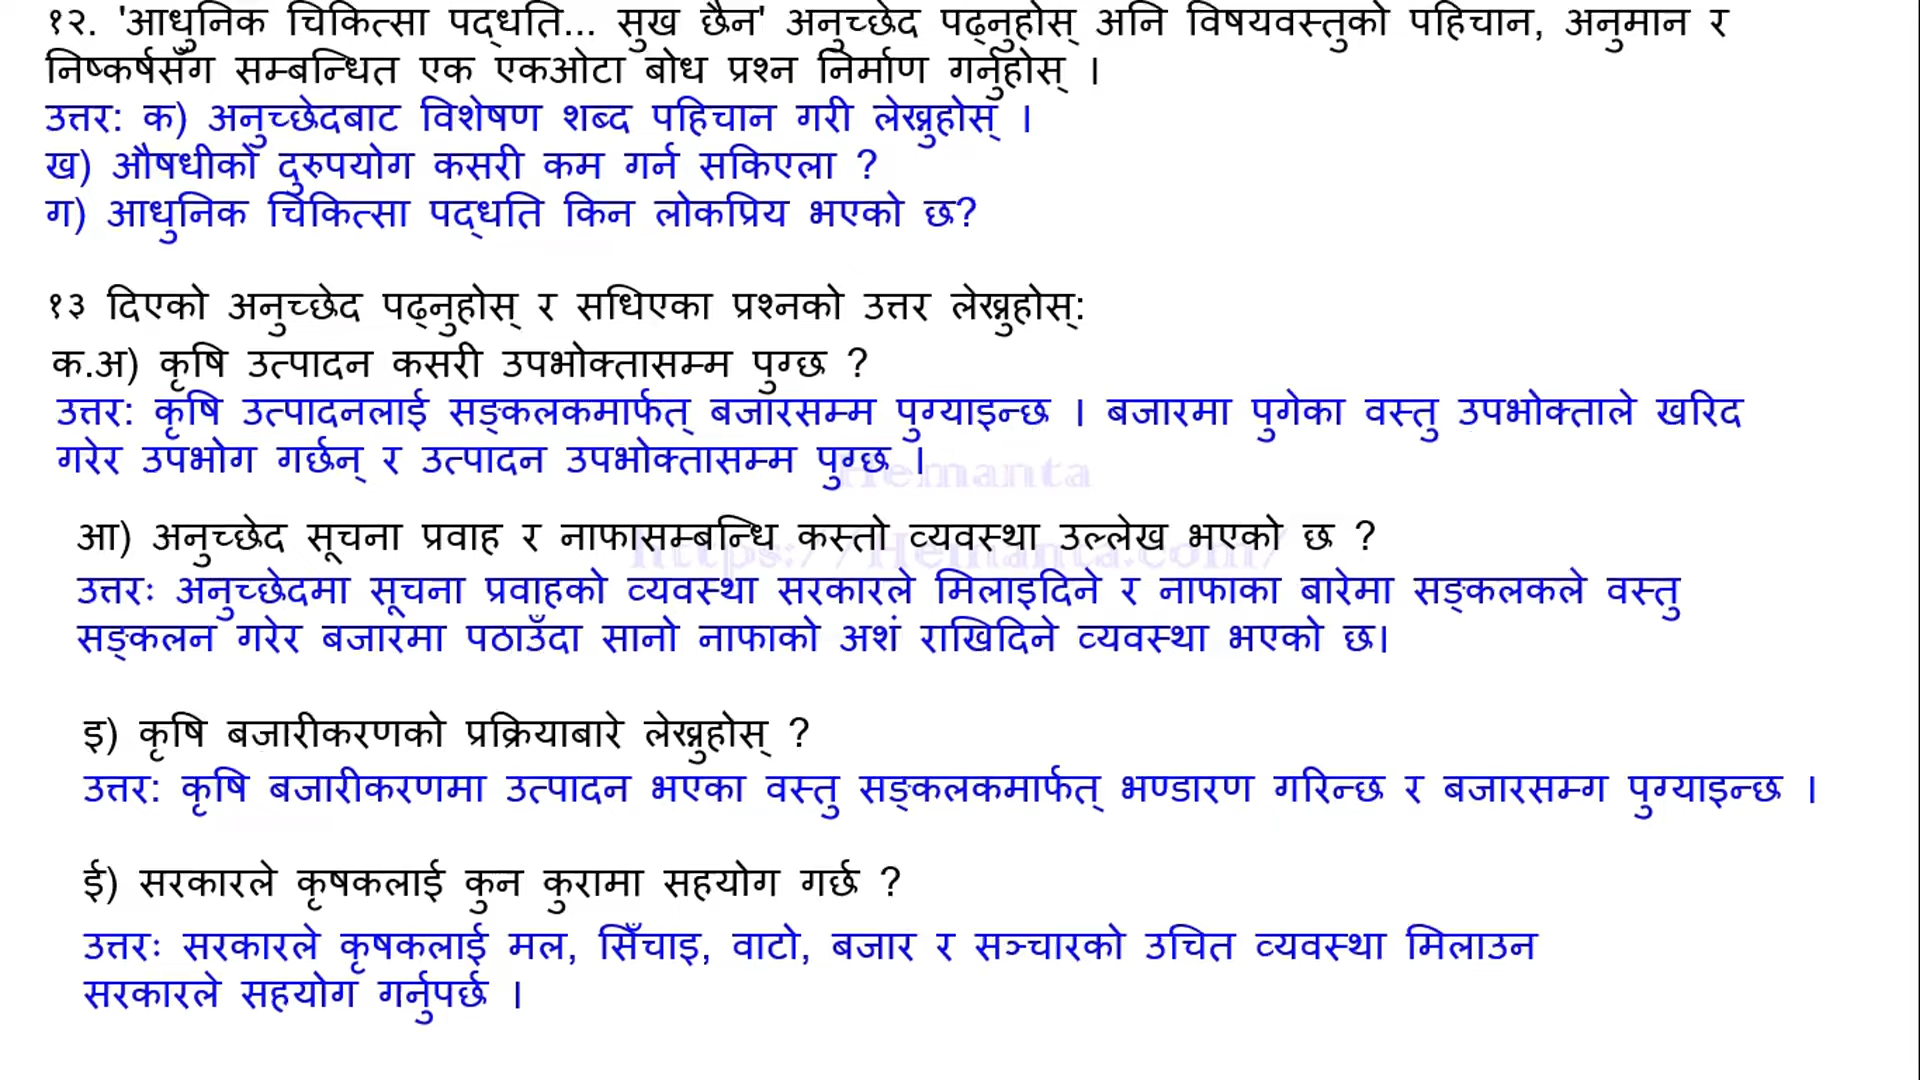 १२. 'आधुनिक चिकित्सा पद्धति... सुख छैन' अनुच्छेद पढ्नुहोस् अनि विषयवस्तुको पहिचान, अनुमान र
निष्कर्षसँग सम्बन्धित एक एकओटा बोध प्रश्न निर्माण गर्नुहोस् ।
उत्तर: क) अनुच्छेदबाट विशेषण शब्द पहिचान गरी लेख्नुहोस् ।
ख) औषधीको दुरुपयोग कसरी कम गर्न सकिएला ?
ग) आधुनिक चिकित्सा पद्धति किन लोकप्रिय भएको छ?
१३ दिएको अनुच्छेद पढ्नुहोस् र सधिएका प्रश्नको उत्तर लेख्नुहोस्:
क.अ) कृषि उत्पादन कसरी उपभोक्तासम्म पुग्छ ?
उत्तर: कृषि उत्पादनलाई सङ्कलकमार्फत् बजारसम्म पुग्याइन्छ । बजारमा पुगेका वस्तु उपभोक्ताले खरिद
गरेर उपभोग गर्छन् र उत्पादन उपभोक्तासम्म पुग्छ ।
Hemanta
आ) अनुच्छेद सूचना प्रवाह र नाफासम्बन्धि कस्तो व्यवस्था उल्लेख भएको छ ?
https://Hemanta.com/
उत्तरः अनुच्छेदमा सूचना प्रवाहको व्यवस्था सरकारले मिलाइदिने र नाफाका बारेमा सङ्कलकले वस्तु
सङ्कलन गरेर बजारमा पठाउँदा सानो नाफाको अशं राखिदिने व्यवस्था भएको छ।
इ) कृषि बजारीकरणको प्रक्रियाबारे लेख्नुहोस् ?
उत्तर: कृषि बजारीकरणमा उत्पादन भएका वस्तु सङ्कलकमार्फत् भण्डारण गरिन्छ र बजारसम्ग पुग्याइन्छ ।
ई) सरकारले कृषकलाई कुन कुरामा सहयोग गर्छ ?
उत्तरः सरकारले कृषकलाई मल, सिँचाइ, वाटो, बजार र सञ्चारको उचित व्यवस्था मिलाउन
सरकारले सहयोग गर्नुपर्छ ।